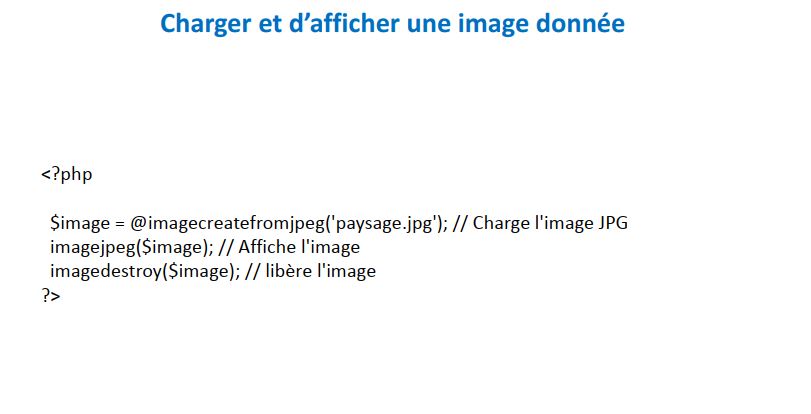 Charger et d’afficher une image donnée
<?php
$image = @imagecreatefromjpeg('paysage.jpg'); // Charge l'image JPG
imagejpeg($image); // Affiche l'image
imagedestroy($image); // libère l'image
?>